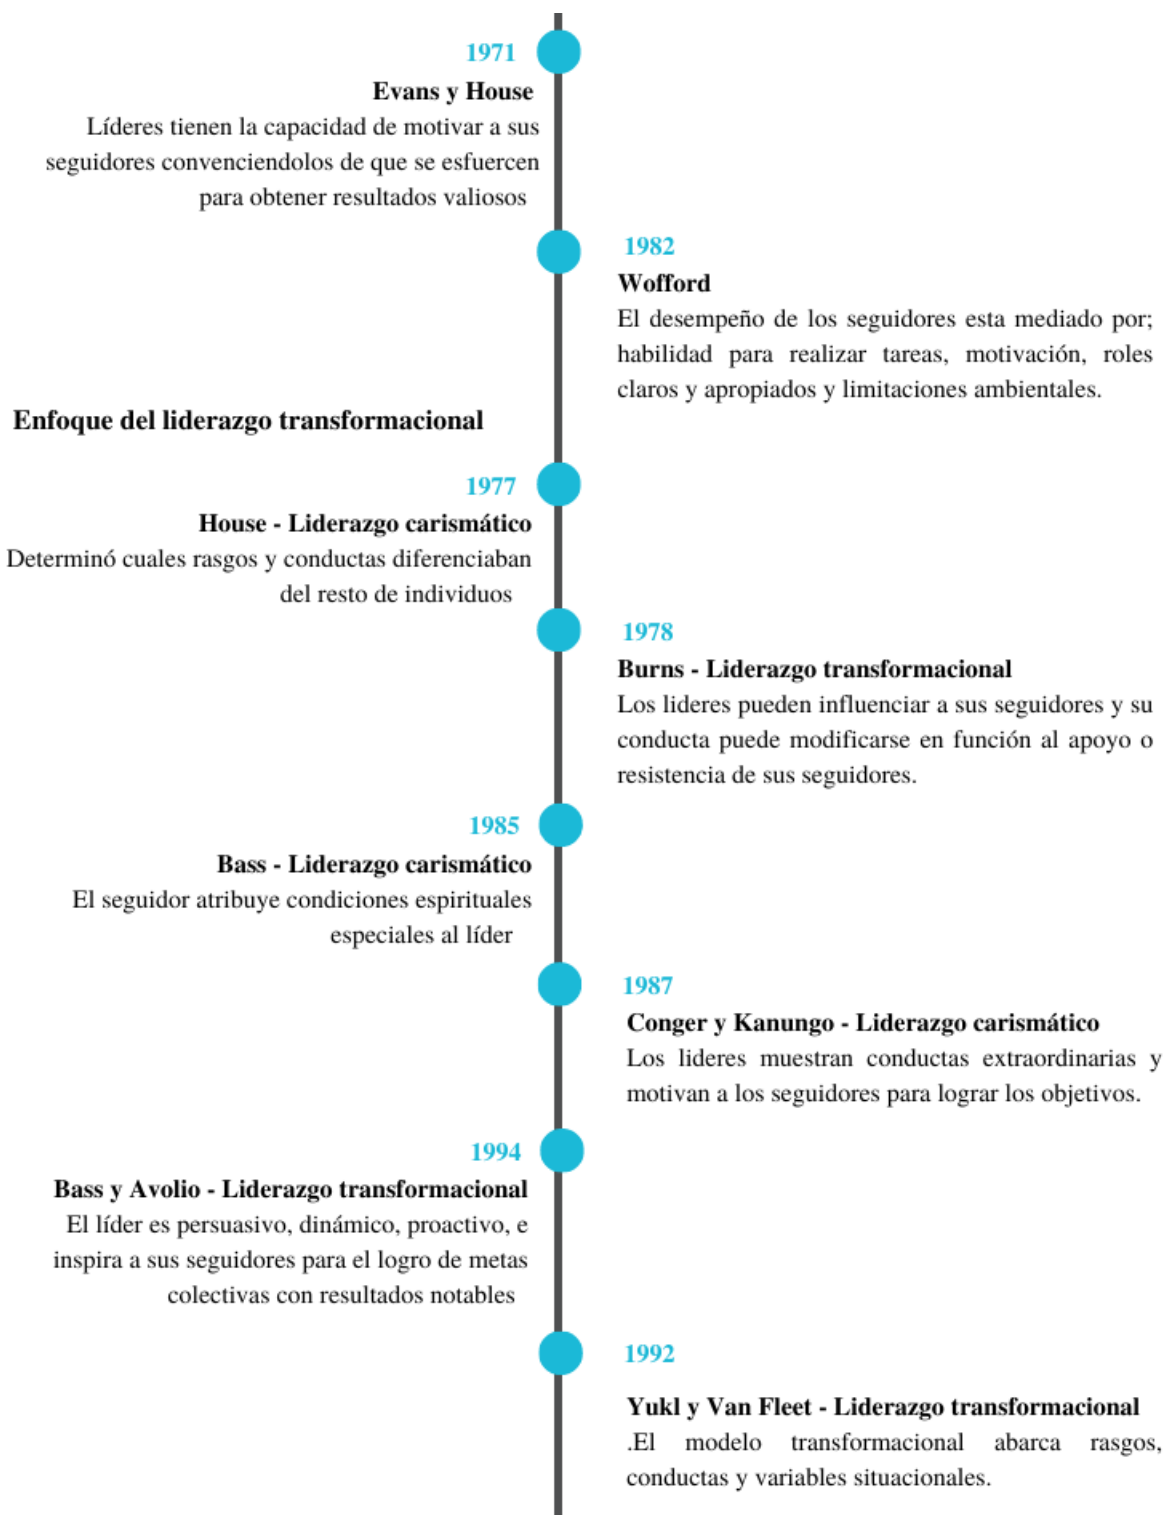 1971
Evans y House
Líderes tienen la capacidad de motivar a sus
seguidores convenciendolos de que se esfuercen
para obtener resultados valiosos
1982
Wofford
El desempeño de los seguidores esta mediado por;
habilidad para realizar tareas, motivación, roles
claros y apropiados y limitaciones ambientales.
Enfoque del liderazgo transformacional
1977
House - Liderazgo carismático
Determinó cuales rasgos y conductas diferenciaban
del resto de individuos
1978
Burns - Liderazgo transformacional
Los lideres pueden influenciar a sus seguidores y su
conducta puede modificarse en función al apoyo o
resistencia de sus seguidores.
1985
Bass - Liderazgo carismático
El seguidor atribuye condiciones espirituales
especiales al líder
1987
Conger y Kanungo - Liderazgo carismático
Los lideres muestran conductas extraordinarias y
motivan a los seguidores para lograr los objetivos.
1994
Bass y Avolio - Liderazgo transformacional
El líder es persuasivo, dinámico, proactivo, e
inspira a sus seguidores para el logro de metas
colectivas con resultados notables
1992
Yukl y Van Fleet - Liderazgo transformacional
.El modelo transformacional abarca rasgos,
conductas y variables situacionales.